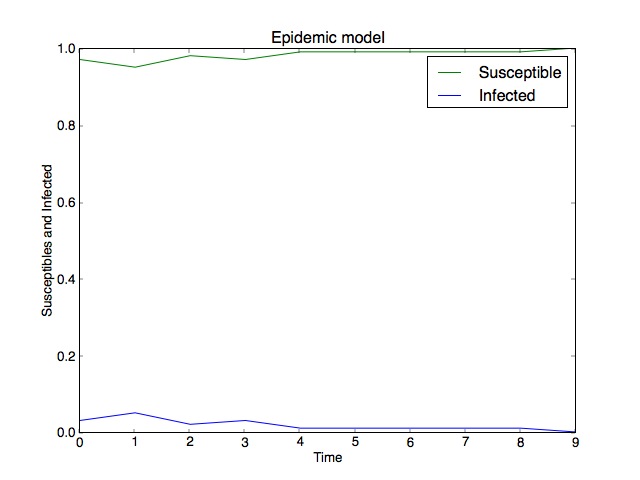 Epidemic model
1.0
0.8
0.6
0.4
0.2
0.0
Susceptibles and Infected
Susceptible
Infected
0 1 2 3 4 5 6 7 8 9
Time